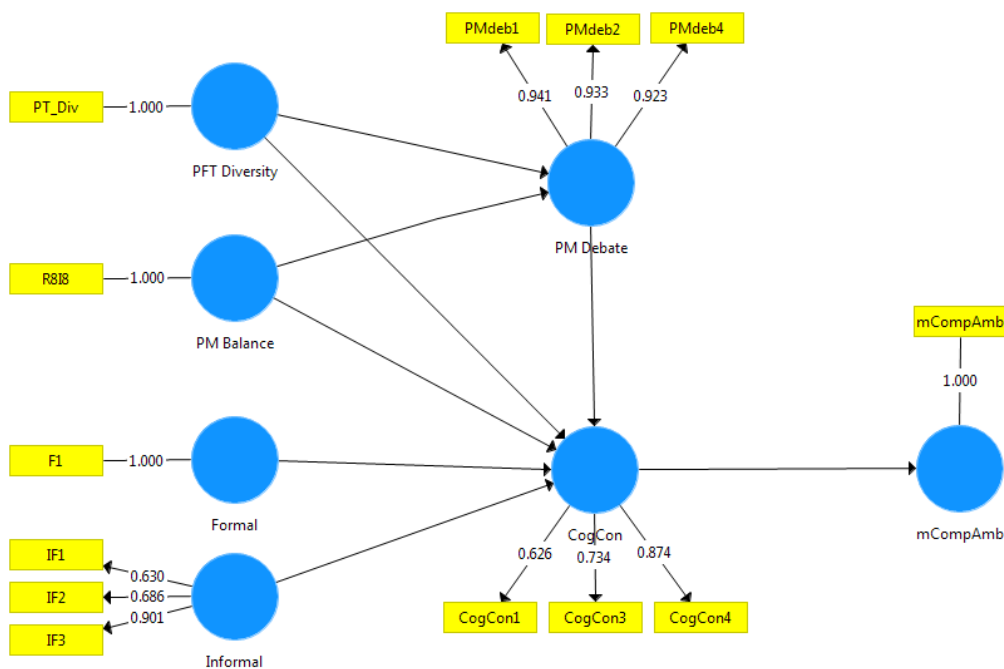 PMdeb1
PMdeb2
PMdeb4
0.941
0.933
0.923
PT_Div
1.000
PFT Diversity
PM Debate
R8I8
1.000
PM Balance
mCompAmb
1.000
F1
1.000
Formal
CogCon
mCompAmb
0.626
0.734
0.874
CogCon1
CogCon3
CogCon4
IF1
0.630
IF2
0.686
IF3
0.901
Informal